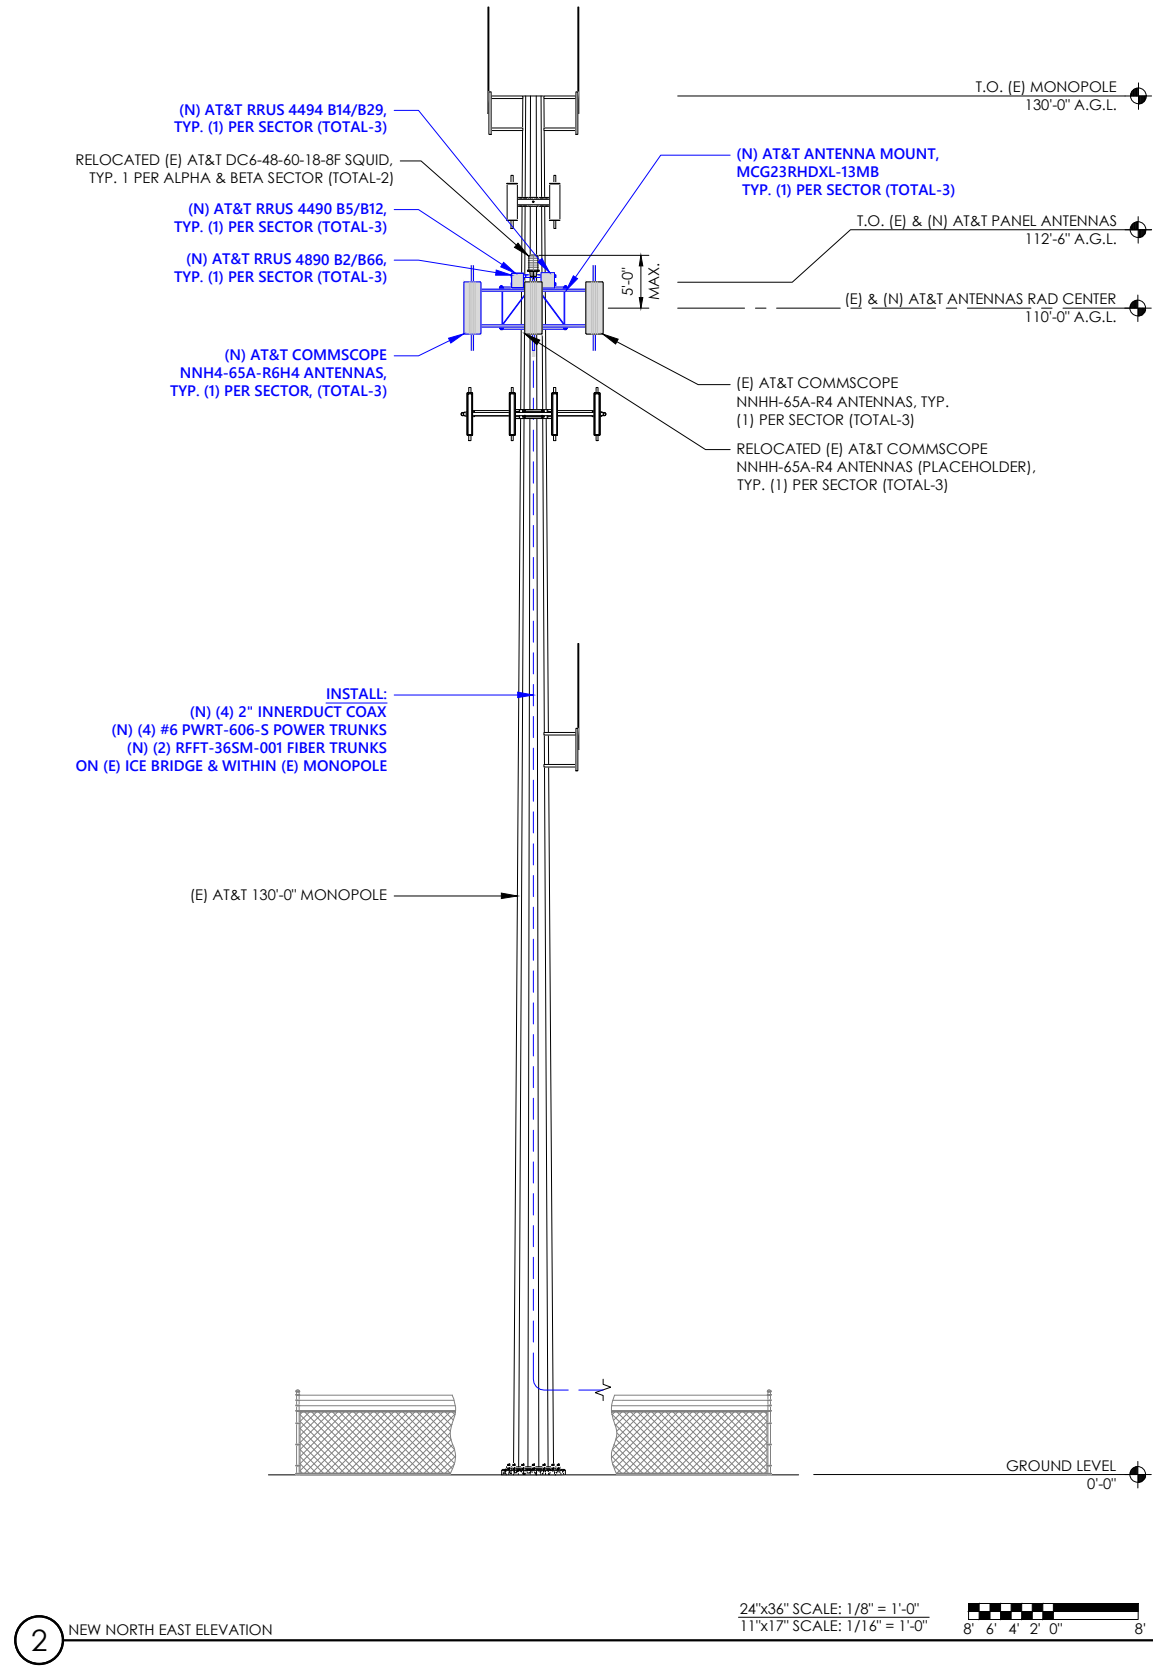 T.O. (E) MONOPOLE
130'-0" A.G.L.
(N) AT&T RRUS 4494 B14/B29,
TYP. (1) PER SECTOR (TOTAL-3)
RELOCATED (E) AT&T DC6-48-60-18-8F SQUID,
TYP. 1 PER ALPHA & BETA SECTOR (TOTAL-2)
(N) AT&T RRUS 4490 B5/B12,
TYP. (1) PER SECTOR (TOTAL-3)
(N) AT&T RRUS 4890 B2/B66,
TYP. (1) PER SECTOR (TOTAL-3)
(N) AT&T COMMSCOPE
NNH4-65A-R6H4 ANTENNAS,
TYP. (1) PER SECTOR, (TOTAL-3)
(N) AT&T ANTENNA MOUNT,
MCG23RHDXL-13MB
TYP. (1) PER SECTOR (TOTAL-3)
T.O. (E) & (N) AT&T PANEL ANTENNAS
112'-6" A.G.L.
5'-0"
MAX.
(E) & (N) AT&T ANTENNAS RAD CENTER
110'-0" A.G.L.
(E) AT&T COMMSCOPE
NNHH-65A-R4 ANTENNAS, TYP.
(1) PER SECTOR (TOTAL-3)
RELOCATED (E) AT&T COMMSCOPE
NNHH-65A-R4 ANTENNAS (PLACEHOLDER),
TYP. (1) PER SECTOR (TOTAL-3)
INSTALL:
(N) (4) 2" INNERDUCT COAX
(N) (4) #6 PWRT-606-S POWER TRUNKS
(N) (2) RFFT-36SM-001 FIBER TRUNKS
ON (E) ICE BRIDGE & WITHIN (E) MONOPOLE
(E) AT&T 130'-0" MONOPOLE
GROUND LEVEL
0'-0"
2
NEW NORTH EAST ELEVATION
24"x36" SCALE: 1/8" = 1'-0"
11"x17" SCALE: 1/16" = 1'-0"
8' 6' 4' 2' 0" 8'